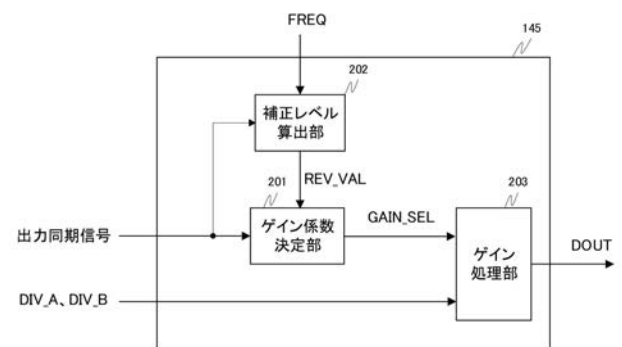 FREQ
145
202
補正レベル
算出部
REV_VAL
201
203
ゲイン係数
決定部
GAIN_SEL
出力同期信号
ゲイン
処理部
DOUT
DIV_A、DIV_B